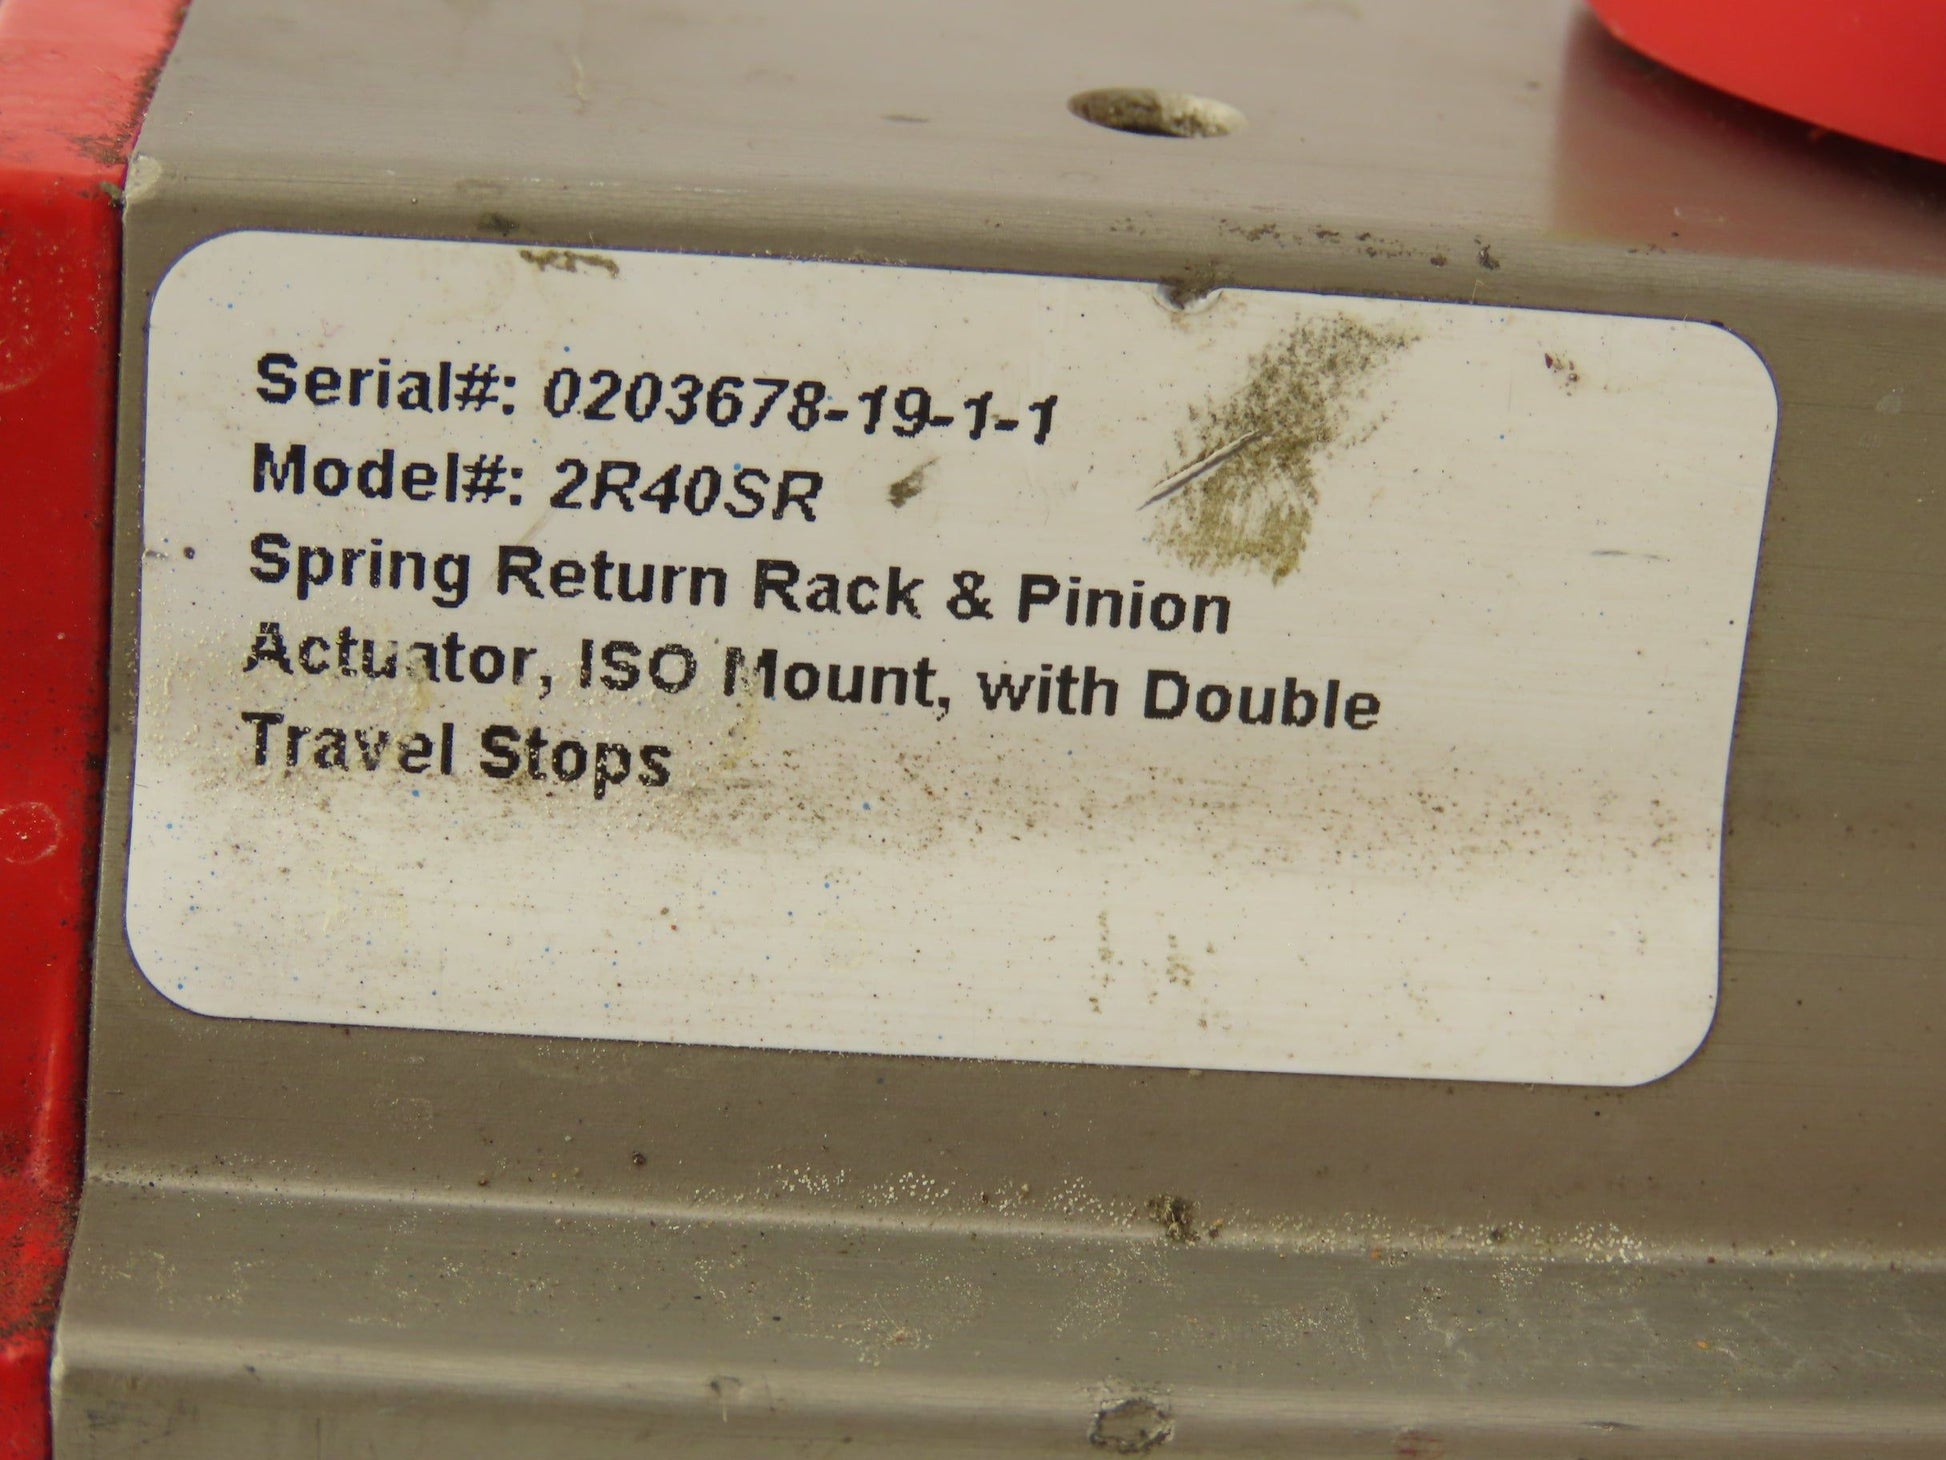 Serial#: 0203678-19-1-1
Model#: 2R40SR
Spring Return Rack & Pinion
Actuator, ISO Mount, with Double
Travel Stops